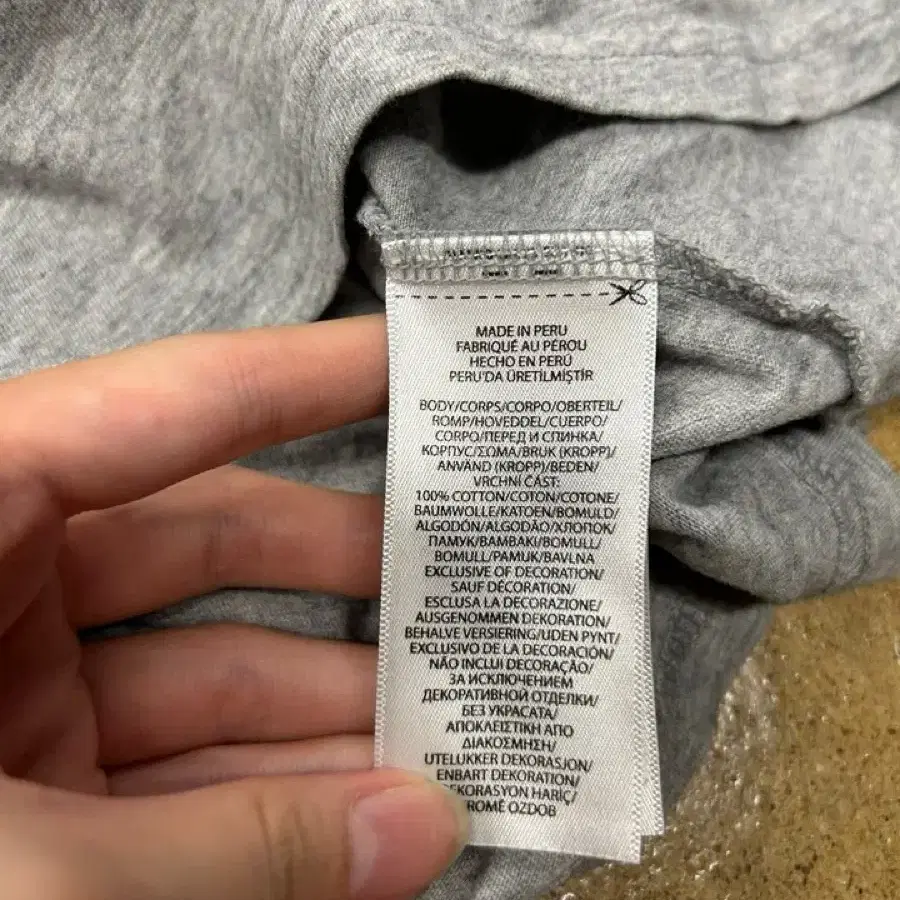 MADE IN PERU
FABRIQUÉ AU PÉROU
HECHO EN PERÚ
PERU'DA ÜRETİLMİŞTİR
BODY/CORPS/CORPO/OBERTEIL/
ROMP/HOVEDDEL/CUERPO/
CORPO/ПЕРЕД И СПИНКА/
КОРПУС/ΣΩΜΑ/BRUK (KROPP)/
ANVÄND (KROPP)/BEDEN/
VRCHNÍ ČÁST:
100% COTTON/COTON/COTONE/
BAUMWOLLE/KATOEN/BOMULD/
ALGODÓN/ALGODÃO/ХЛОПОК/
ПАМУК/ΒΑΜΒΑΚΙ/BOMULL/
BOMULL/PAMUK/BAVLNA
EXCLUSIVE OF DECORATION/
SAUF DÉCORATION/
ESCLUSA LA DECORAZIONE/
AUSGENOMMEN DEKORATION/
BEHALVE VERSIERING/UDEN PYNT/
EXCLUSIVO DE LA DECORACIÓN/
NÃO INCLUI DECORAÇÃO/
ЗА ИСКЛЮЧЕНИЕМ
ДЕКОРАТИВНОЙ ОТДЕЛКИ/
БЕЗ УКРАСАТА/
ΑΠΟΚΛΕΙΣΤΙΚΗ ΑΠΟ
ΔΙΑΚΟΣΜΗΣΗ/
UTELUKKER DEKORASJON/
ENBART DEKORATION/
EKORASYON HARİÇ/
ROMĚ OZDOB